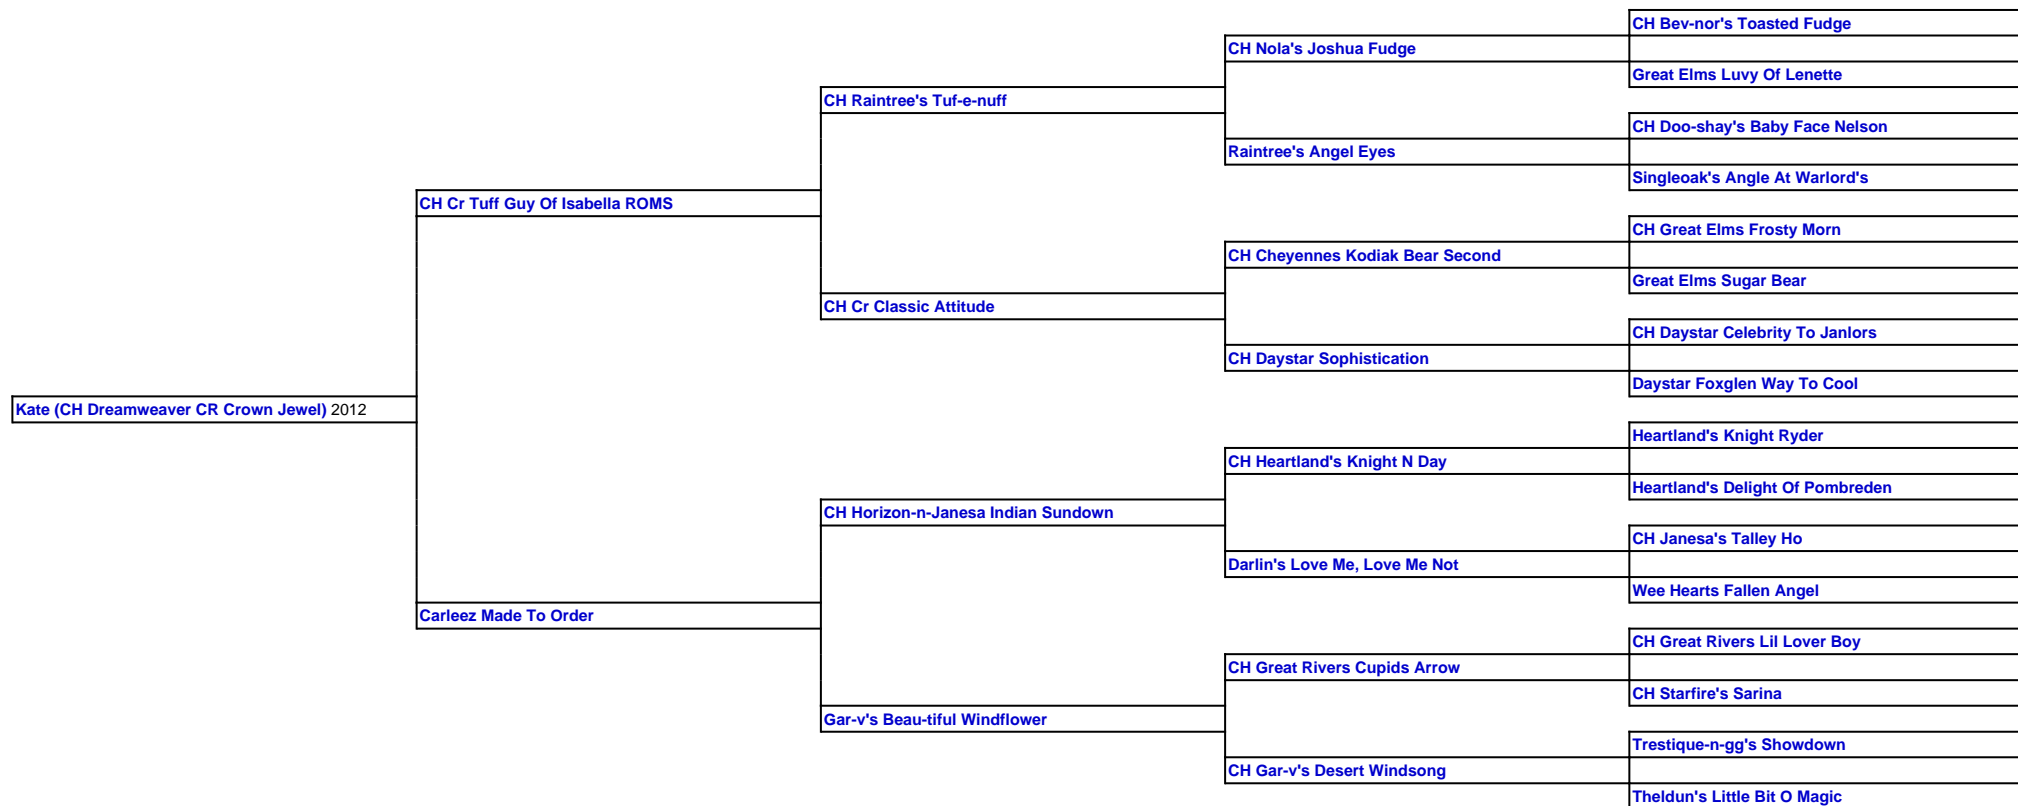 CH Bev-nor's Toasted Fudge
CH Nola's Joshua Fudge
Great Elms Luvy Of Lenette
CH Raintree's Tuf-e-nuff
CH Doo-shay's Baby Face Nelson
Raintree's Angel Eyes
Singleoak's Angle At Warlord's
CH Cr Tuff Guy Of Isabella ROMS
CH Great Elms Frosty Morn
CH Cheyennes Kodiak Bear Second
Great Elms Sugar Bear
CH Cr Classic Attitude
CH Daystar Celebrity To Janlors
CH Daystar Sophistication
Daystar Foxglen Way To Cool
Kate (CH Dreamweaver CR Crown Jewel) 2012
Heartland's Knight Ryder
CH Heartland's Knight N Day
Heartland's Delight Of Pombreden
CH Horizon-n-Janesa Indian Sundown
CH Janesa's Talley Ho
Darlin's Love Me, Love Me Not
Wee Hearts Fallen Angel
Carleez Made To Order
CH Great Rivers Lil Lover Boy
CH Great Rivers Cupids Arrow
CH Starfire's Sarina
Gar-v's Beau-tiful Windflower
Trestique-n-gg's Showdown
CH Gar-v's Desert Windsong
Theldun's Little Bit O Magic